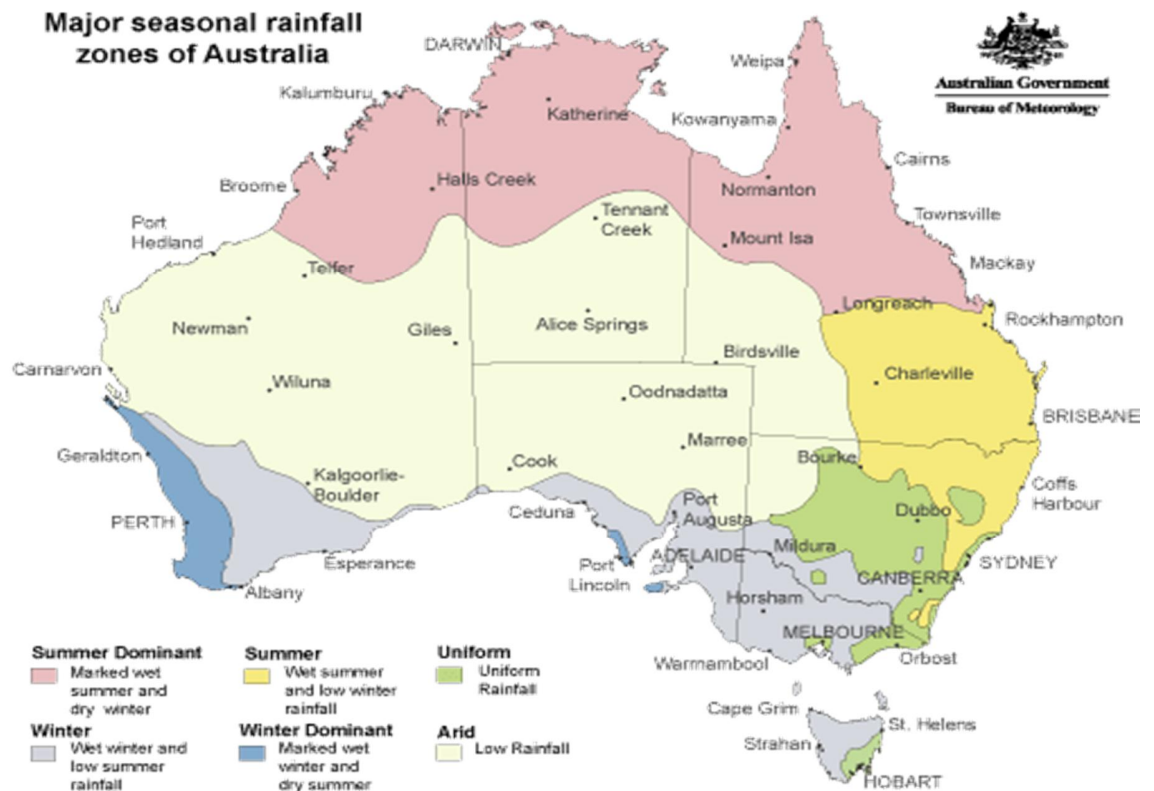 Major seasonal rainfall
zones of Australia
Australian Government
Bureau of Meteorology
DARWIN
Weipa
Kalumburu
Katherine
Kowanyama
Cairns
Broome
Halls Creek
Normanton
Port
Hedland
Tennant
Creek
Townsville
Mount Isa
Telfer
Mackay
Longreach
Newman
Giles
Alice Springs
Rockhampton
Birdsville
Carnarvon
Wiluna
Charleville
Oodnadatta
BRISBANE
Marree
Geraldton
Cook
Bourke
Kalgoorlie-
Boulder
Coffs
Harbour
Ceduna
Port
Augusta
Dubbo
PERTH
Mildura
SYDNEY
ADELAIDE
Esperance
Port
Lincoln
CANBERRA
Albany
Horsham
MELBOURNE
Orbost
Warrnambool
Cape Grim
St. Helens
Strahan
HOBART
Summer Dominant
Marked wet
summer and
dry winter
Summer
Wet summer
and low winter
rainfall
Uniform
Uniform
Rainfall
Winter
Wet winter and
low summer
rainfall
Winter Dominant
Marked wet
winter and
dry summer
Arid
Low Rainfall